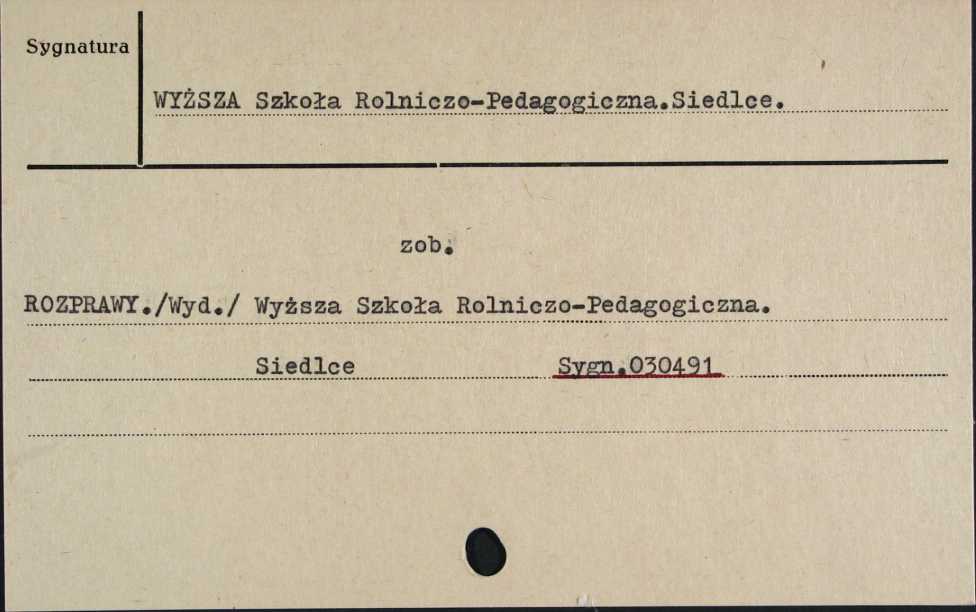 Sygnatura
WYŻSZA Szkoła Rolniczo-Pedagogiczna.Siedlce.
zob.
ROZPRAWY./Wyd./ Wyższa Szkoła Rolniczo-Pedagogiczna.
Siedlce Sygn.030491